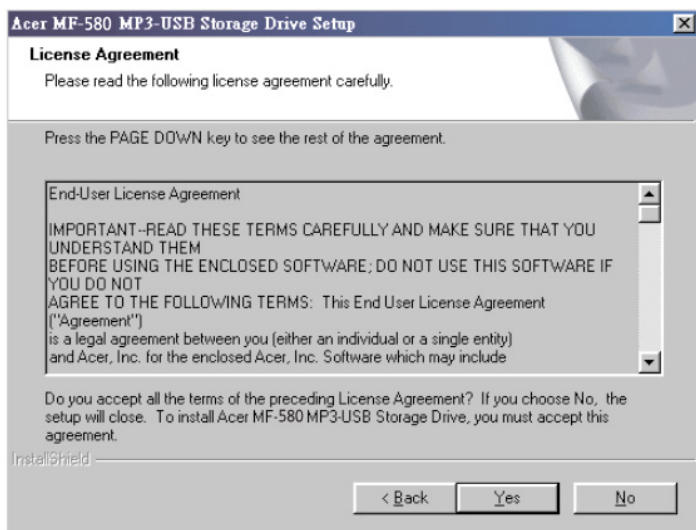 Acer MF-580 MP3-USB Storage Drive Setup
License Agreement
Please read the following license agreement carefully.
Press the PAGE DOWN key to see the rest of the agreement.
End-User License Agreement
IMPORTANT--READ THESE TERMS CAREFULLY AND MAKE SURE THAT YOU
UNDERSTAND THEM
BEFORE USING THE ENCLOSED SOFTWARE; DO NOT USE THIS SOFTWARE IF
YOU DO NOT
AGREE TO THE FOLLOWING TERMS: This End User License Agreement
("Agreement")
is a legal agreement between you (either an individual or a single entity)
and Acer, Inc. for the enclosed Acer, Inc. Software which may include
Do you accept all the terms of the preceding License Agreement? If you choose No, the
setup will close. To install Acer MF-580 MP3-USB Storage Drive, you must accept this
agreement.
InstallShield
< Back Yes No